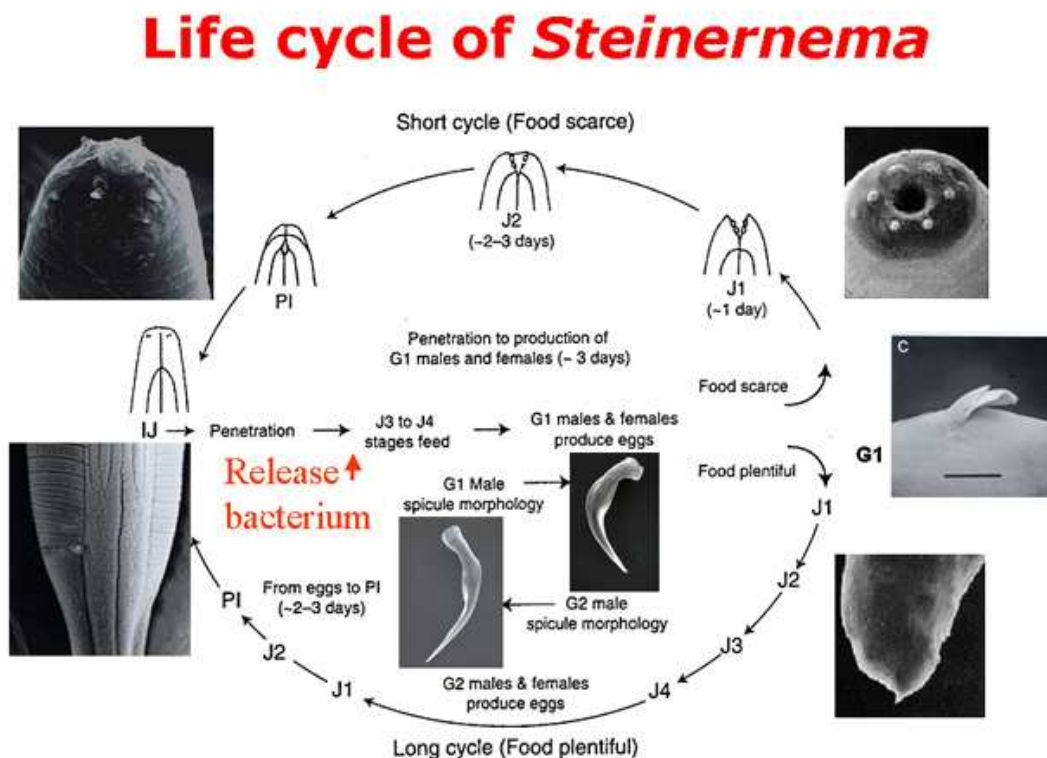 Life cycle of Steinernema
Short cycle (Food scarce)
J2
(~2–3 days)
PI
J1
(~1 day)
Penetration to production of
G1 males and females (~ 3 days)
Food scarce
C
IJ
Penetration
J3 to J4
stages feed
G1 males & females
produce eggs
Food plentiful
G1
Release
bacterium
G1 Male
spicule morphology
J1
From eggs to PI
(~2–3 days)
PI
G2 male
spicule morphology
J2
J2
J3
J1
G2 males & females
produce eggs
J4
Long cycle (Food plentiful)